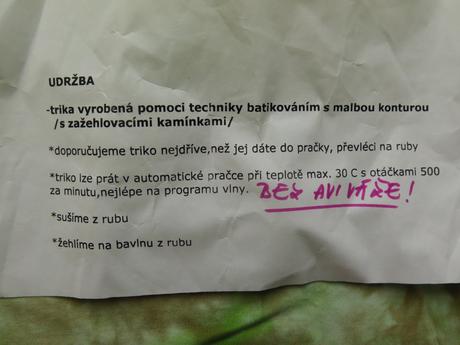 UDRŽBA
-trika vyrobená pomoci techniky batikováním s malbou konturou
/s zažehlovacími kamínkami/
*doporučujeme triko nejdříve,než jej dáte do pračky, převléci na ruby
*triko lze prát v automatické pračce při teplotě max. 30 C s otáčkami 500
za minutu,nejlépe na programu vlny. BEZ AVIVÁŽE!
*sušíme z rubu
*žehlíme na bavlnu z rubu